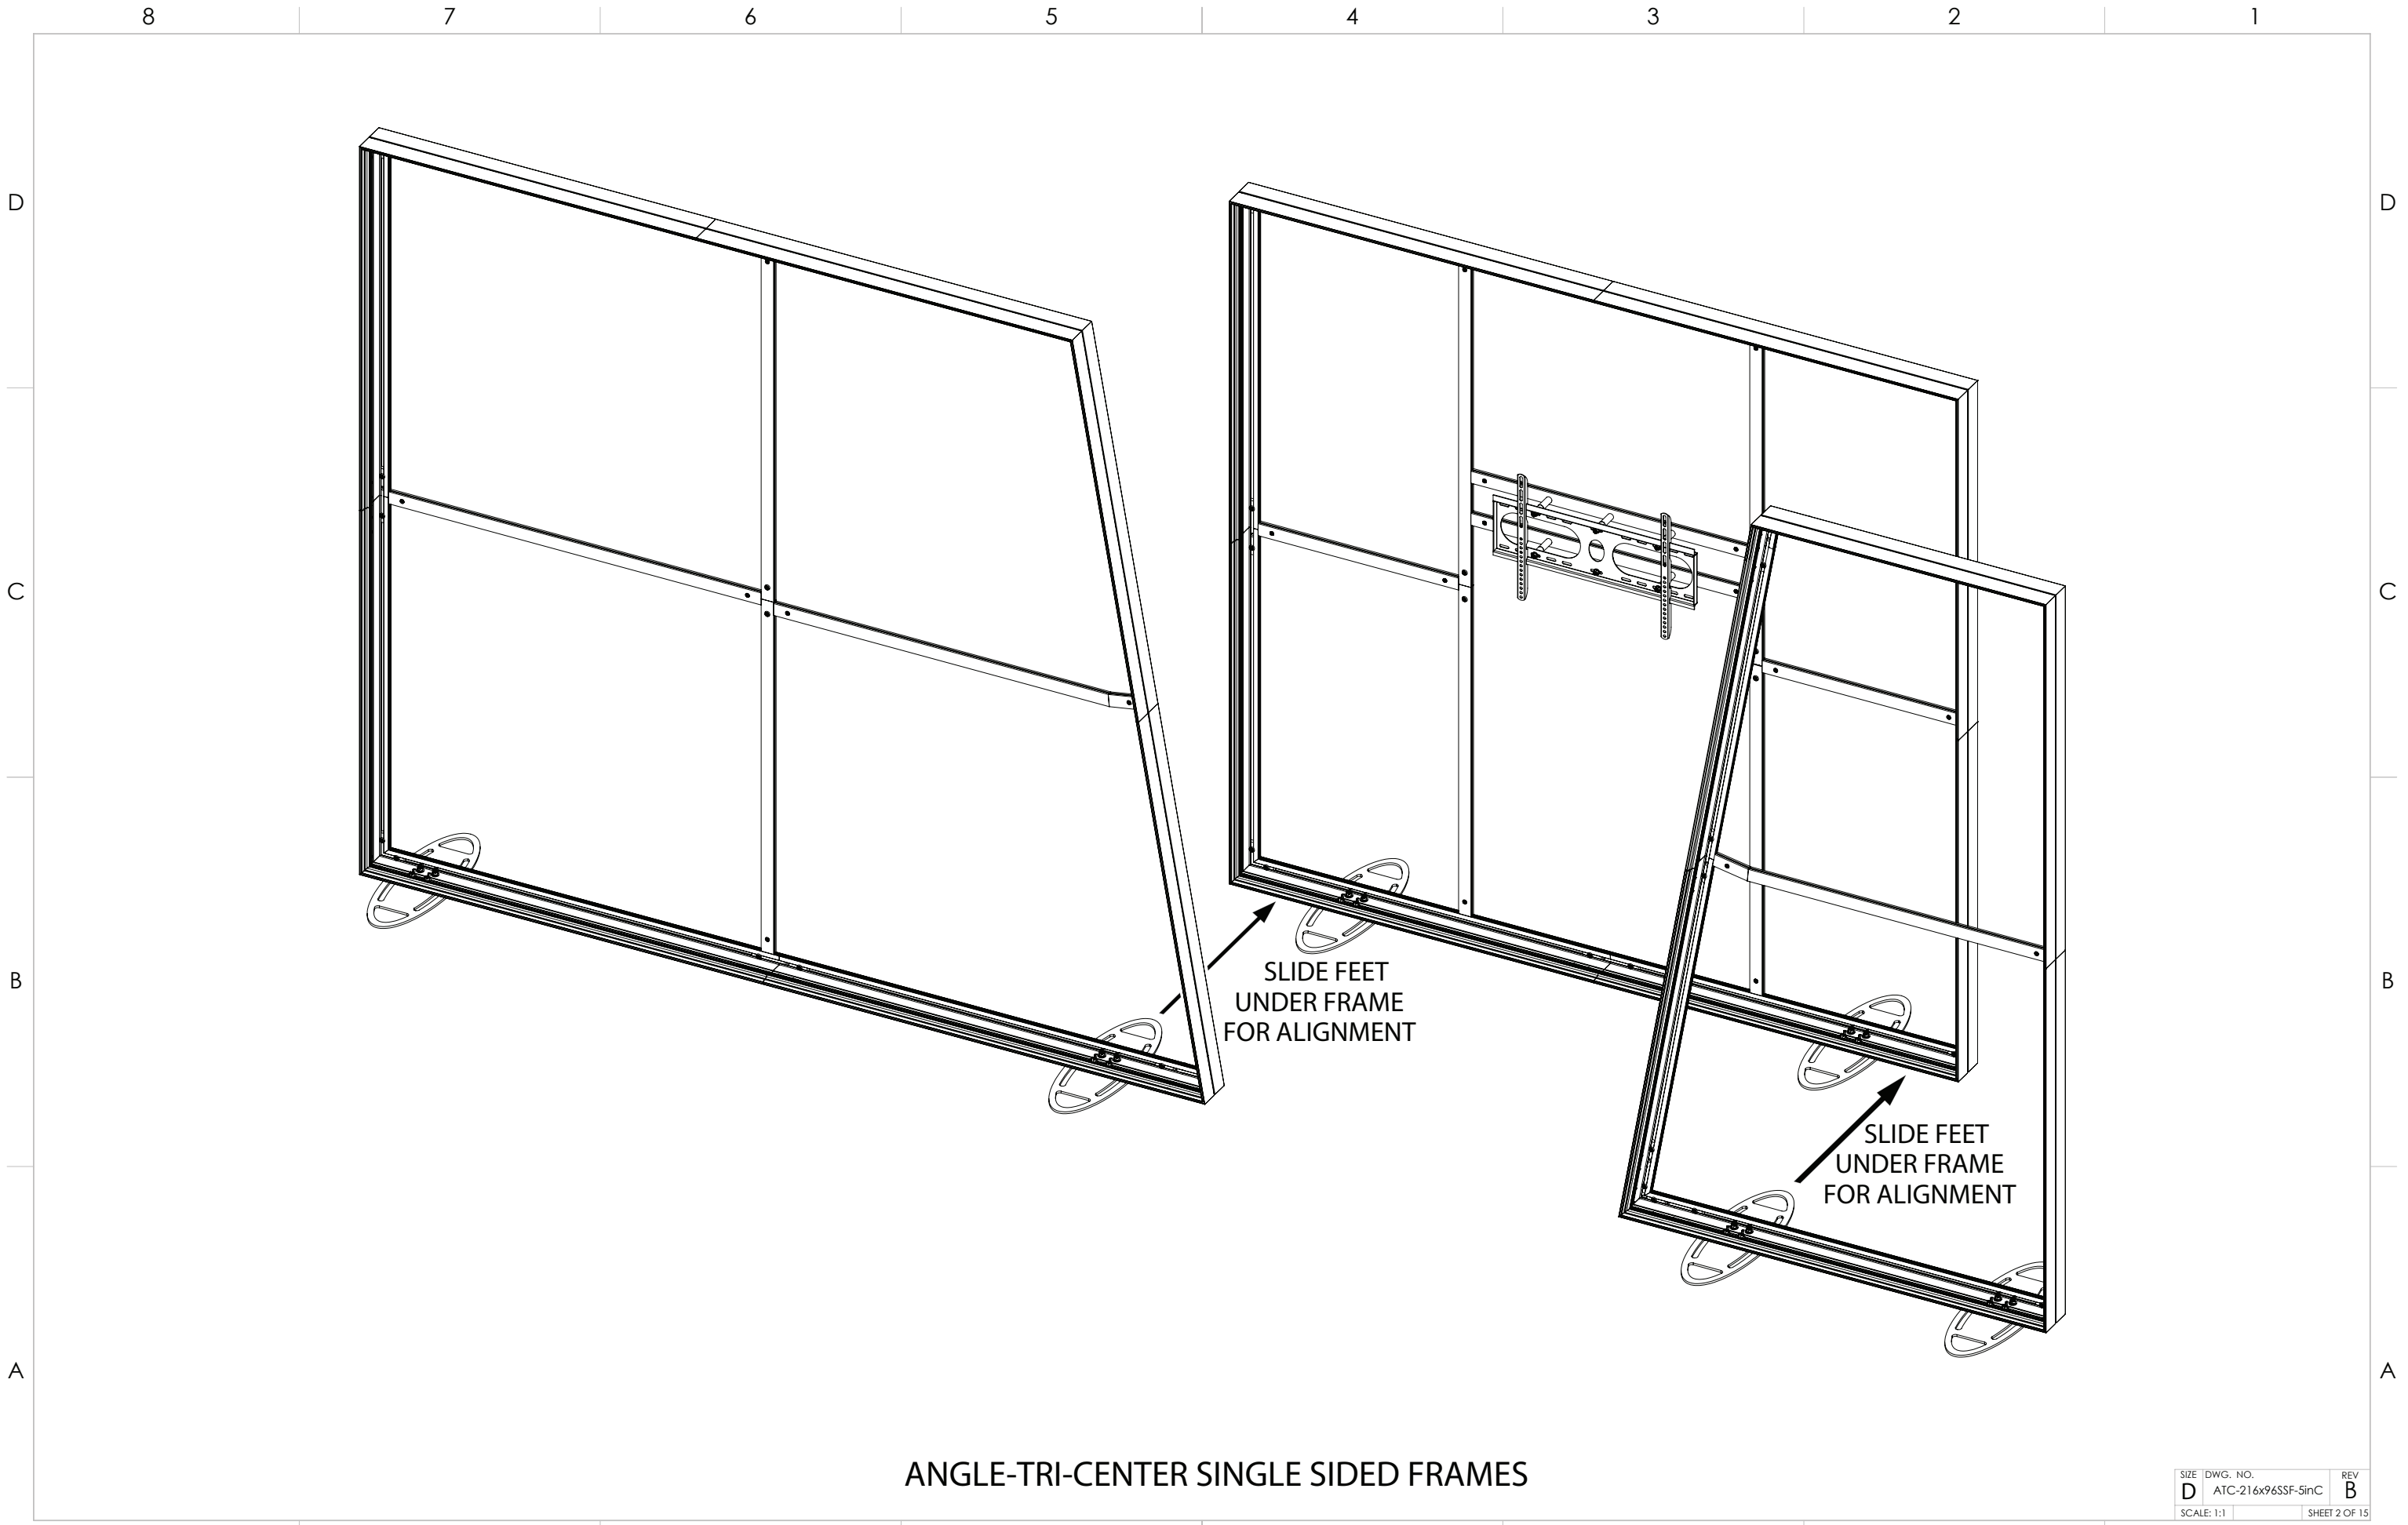 8 7 6 5 4 3 2 1
D D
C C
SLIDE FEET
UNDER FRAME
FOR ALIGNMENT
B B
SLIDE FEET
UNDER FRAME
FOR ALIGNMENT
A A
ANGLE-TRI-CENTER SINGLE SIDED FRAMES
SIZE DWG. NO. REV
D ATC-216x96SSF-5inC B
SCALE: 1:1 SHEET 2 OF 15